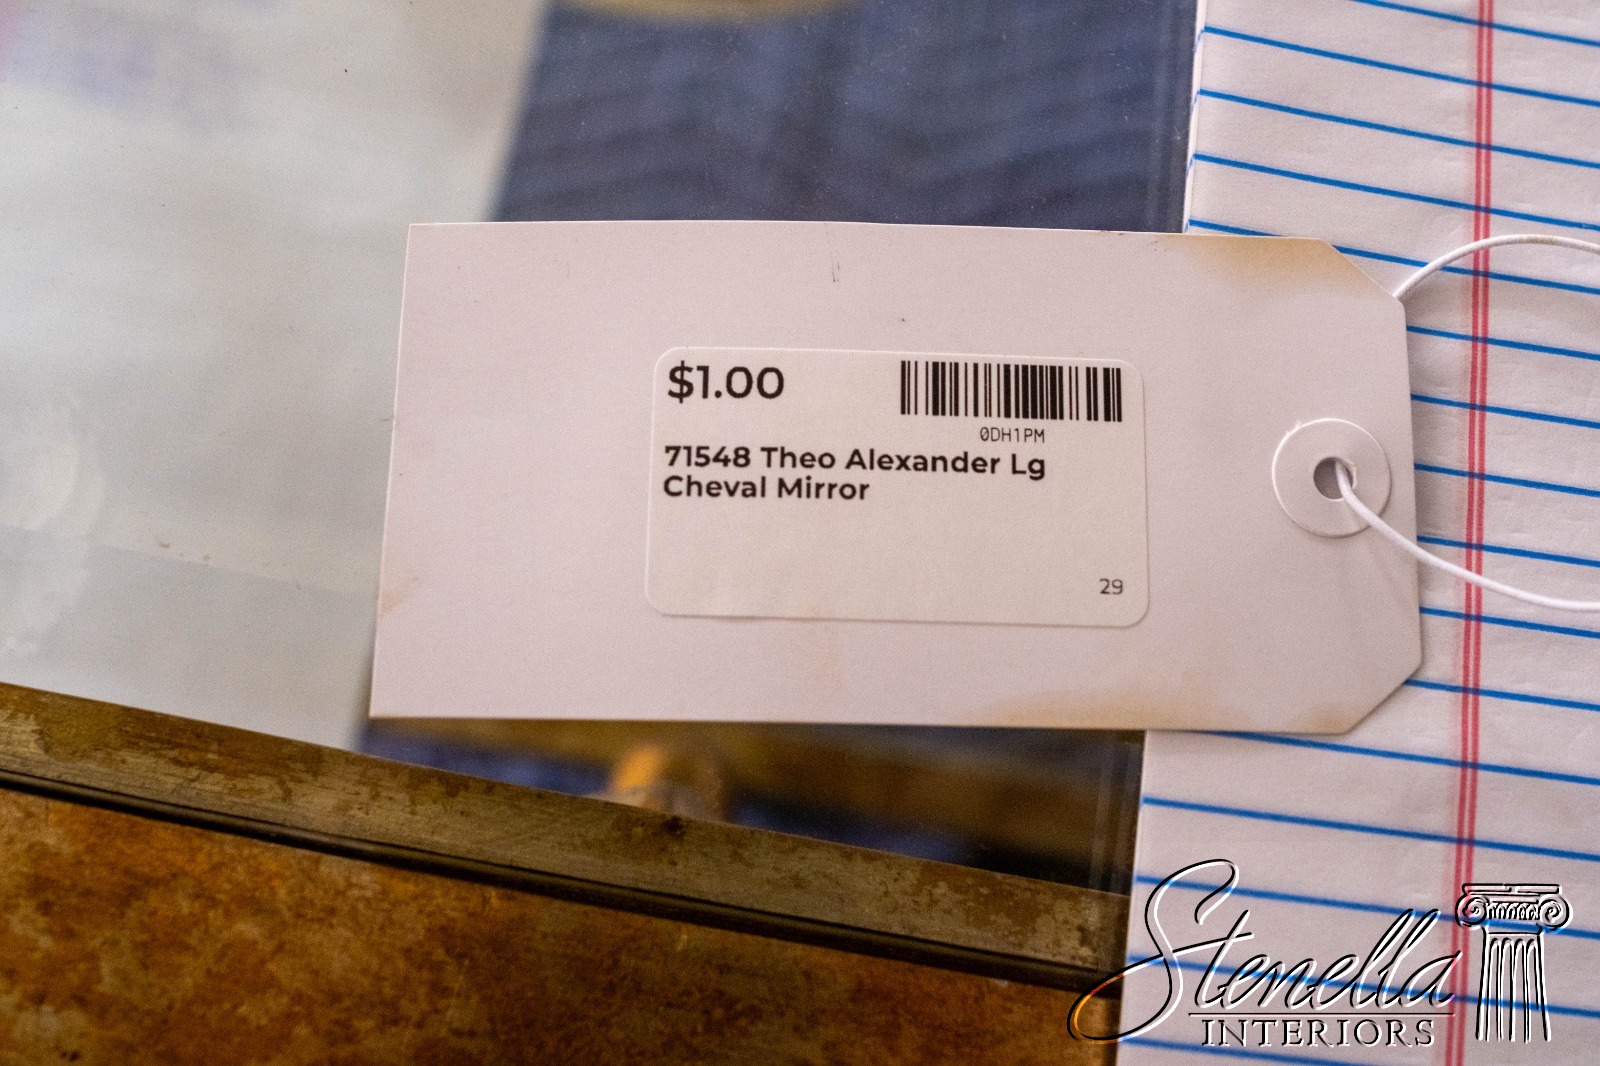 $1.00
0DH1PM
71548 Theo Alexander Lg
Cheval Mirror
29
Stenella
INTERIORS